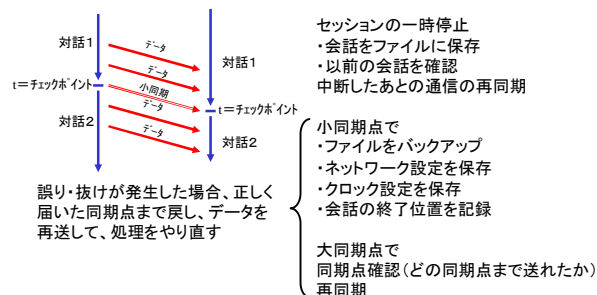 対話1
データ
データ
小同期
t＝チェックポイント
データ
対話2
データ
対話1
t＝チェックポイント
対話2
誤り・抜けが発生した場合、正しく
届いた同期点まで戻し、データを
再送して、処理をやり直す
セッションの一時停止
・会話をファイルに保存
・以前の会話を確認
中断したあとの通信の再同期
小同期点で
・ファイルをバックアップ
・ネットワーク設定を保存
・クロック設定を保存
・会話の終了位置を記録
大同期点で
同期点確認（どの同期点まで送れたか）
再同期